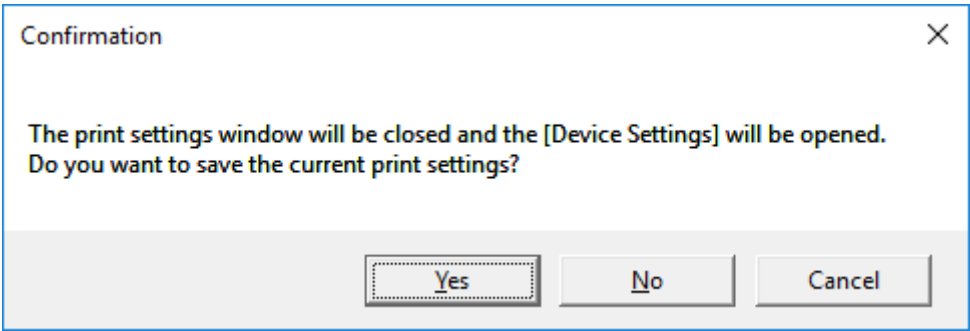 Confirmation
The print settings window will be closed and the [Device Settings] will be opened.
Do you want to save the current print settings?
Yes No Cancel